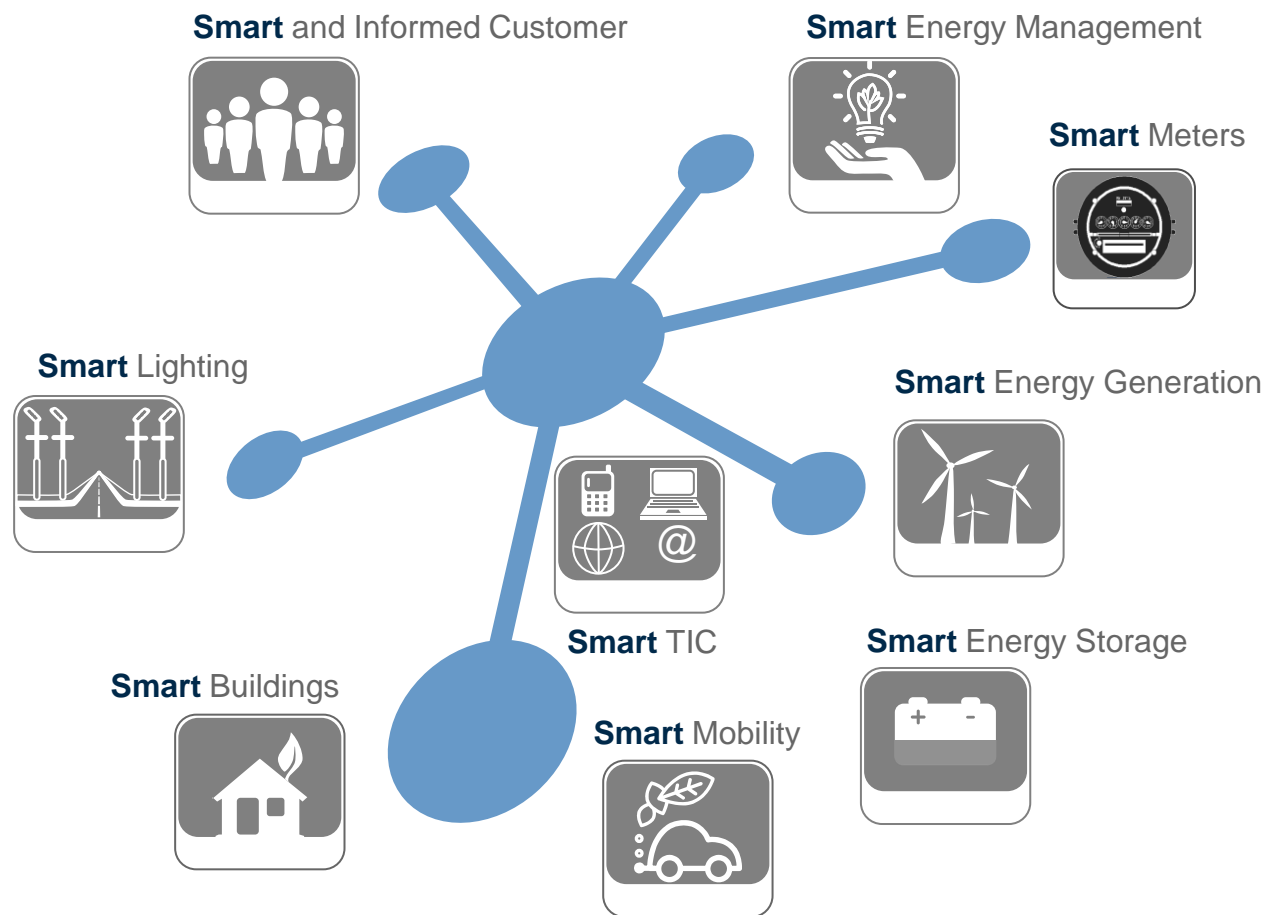 Smart and Informed Customer
Smart Energy Management
Smart Meters
Smart Lighting
Smart Energy Generation
@
Smart TIC
Smart Energy Storage
+ -
Smart Buildings
Smart Mobility